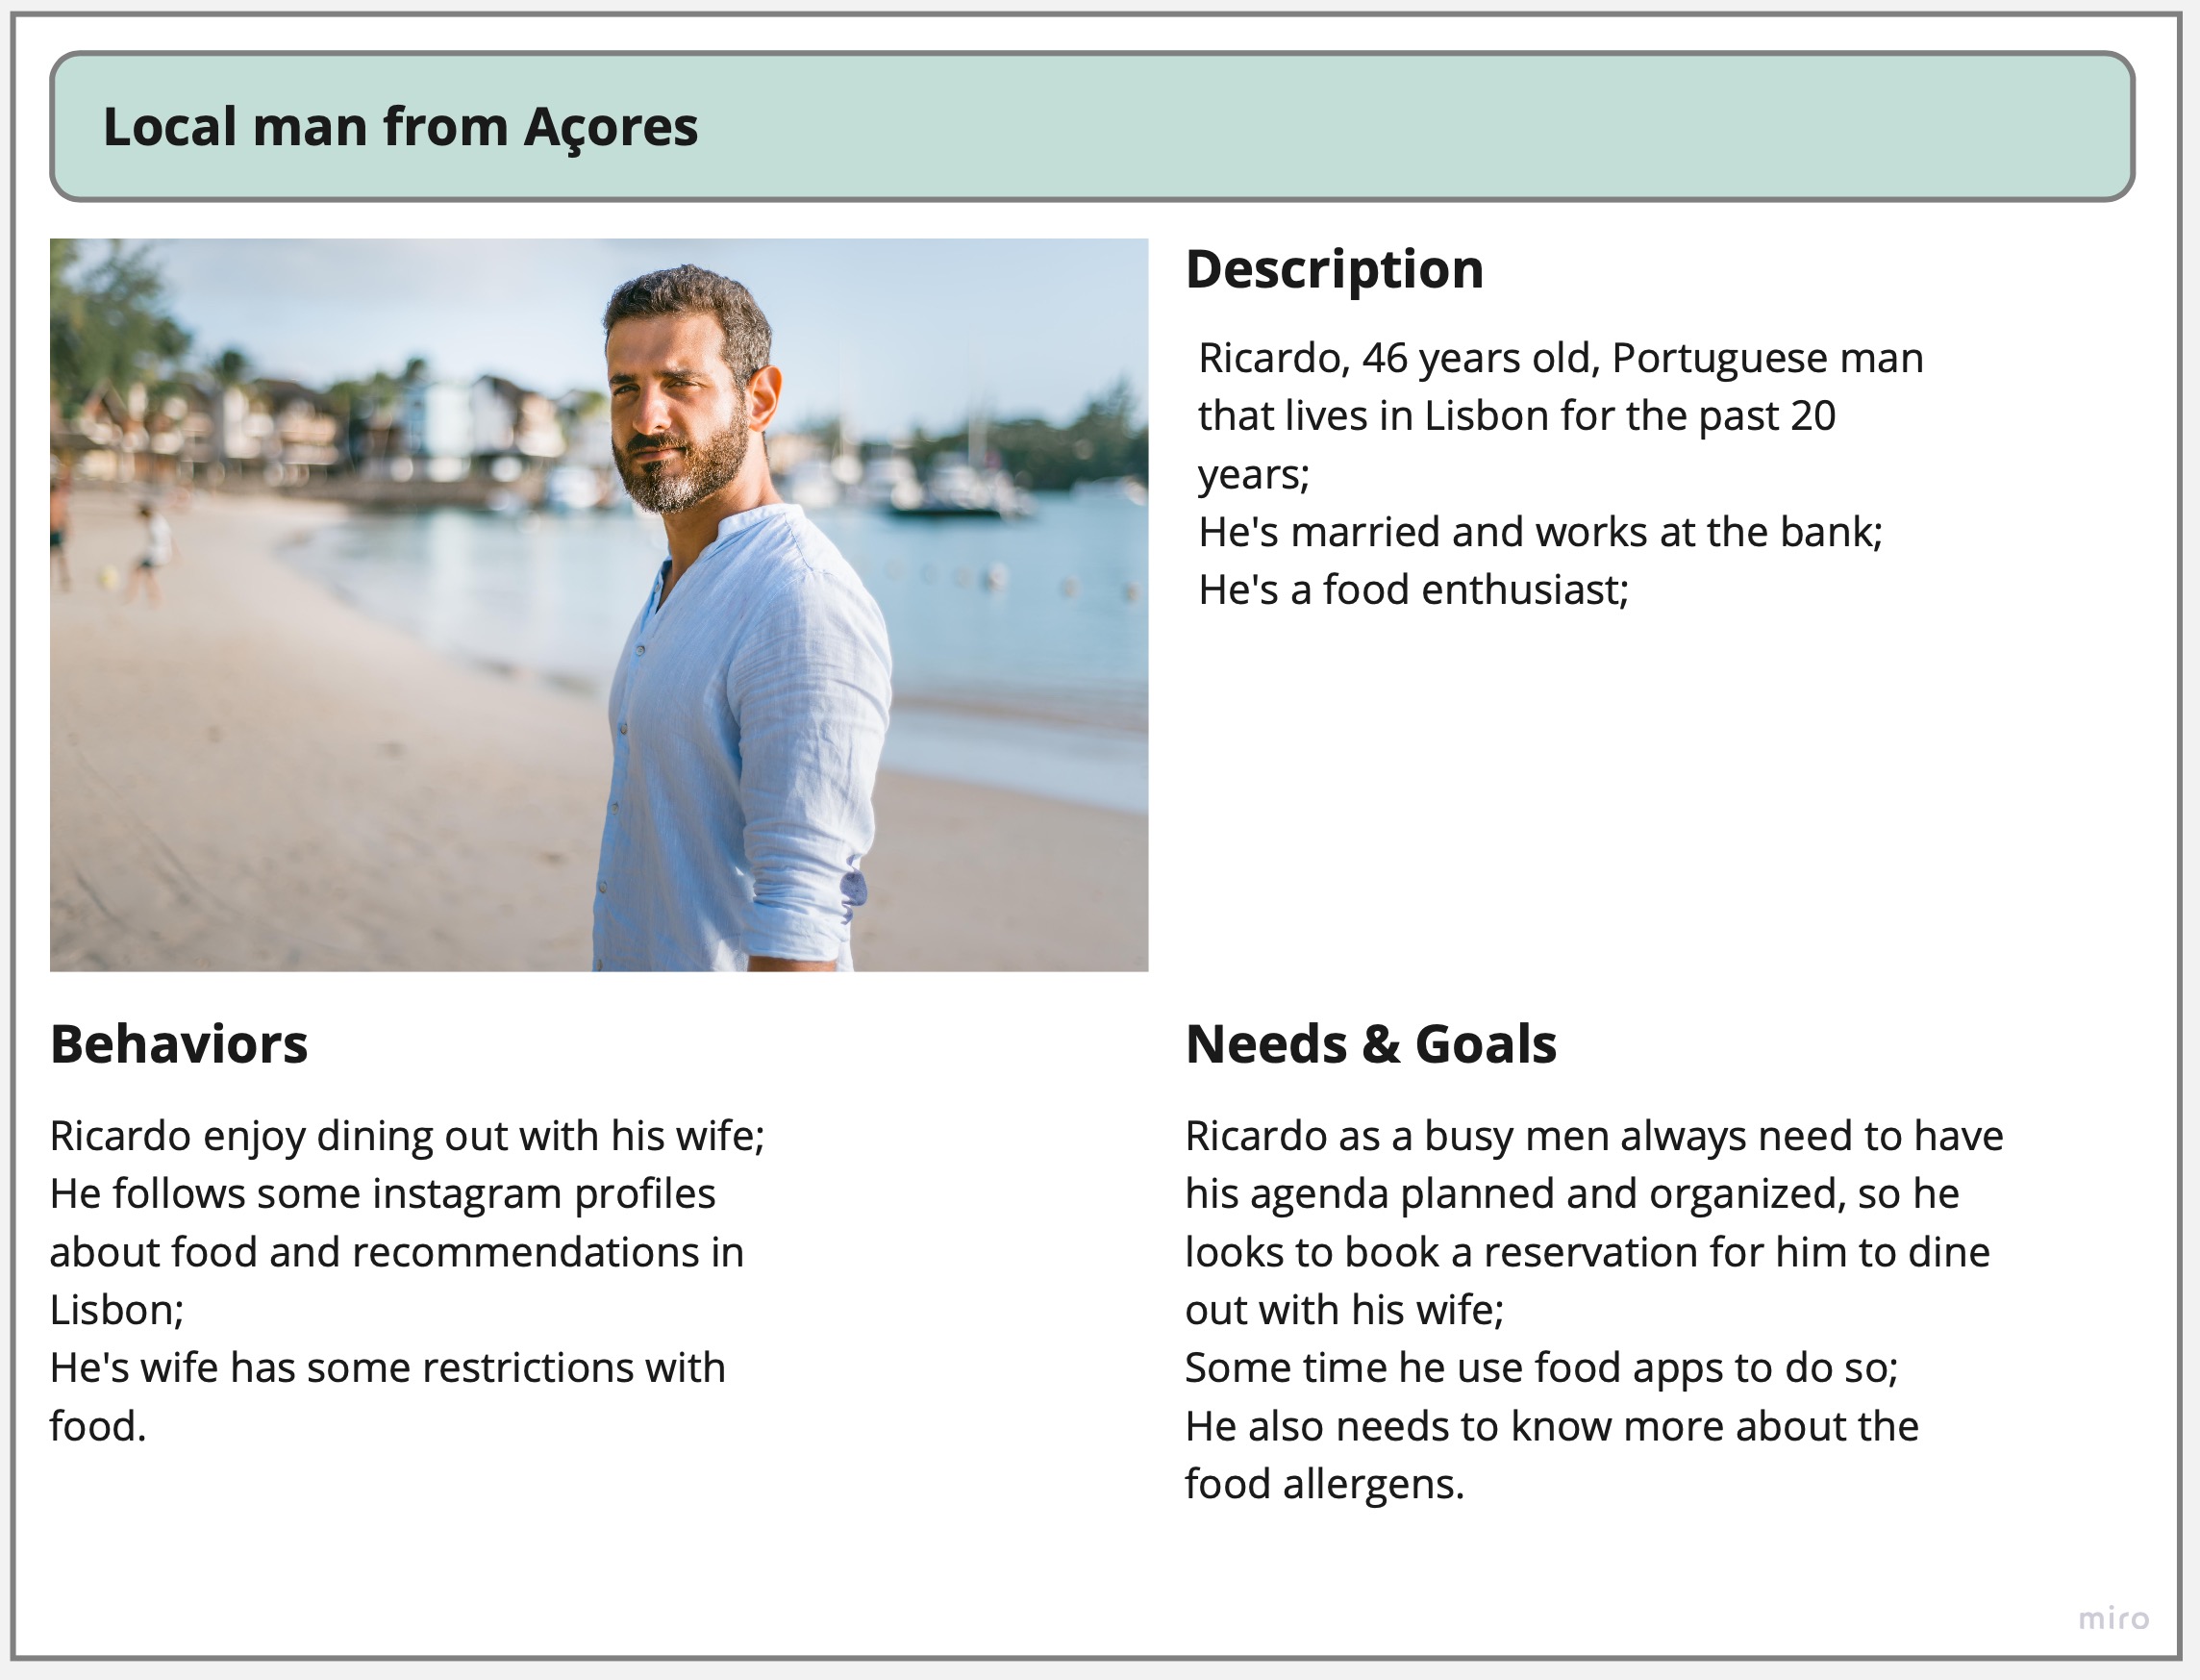 Local man from Açores
Description
Ricardo, 46 years old, Portuguese man
that lives in Lisbon for the past 20
years;
He's married and works at the bank;
He's a food enthusiast;
Behaviors
Ricardo enjoy dining out with his wife;
He follows some instagram profiles
about food and recommendations in
Lisbon;
He's wife has some restrictions with
food.
Needs & Goals
Ricardo as a busy men always need to have
his agenda planned and organized, so he
looks to book a reservation for him to dine
out with his wife;
Some time he use food apps to do so;
He also needs to know more about the
food allergens.
miro